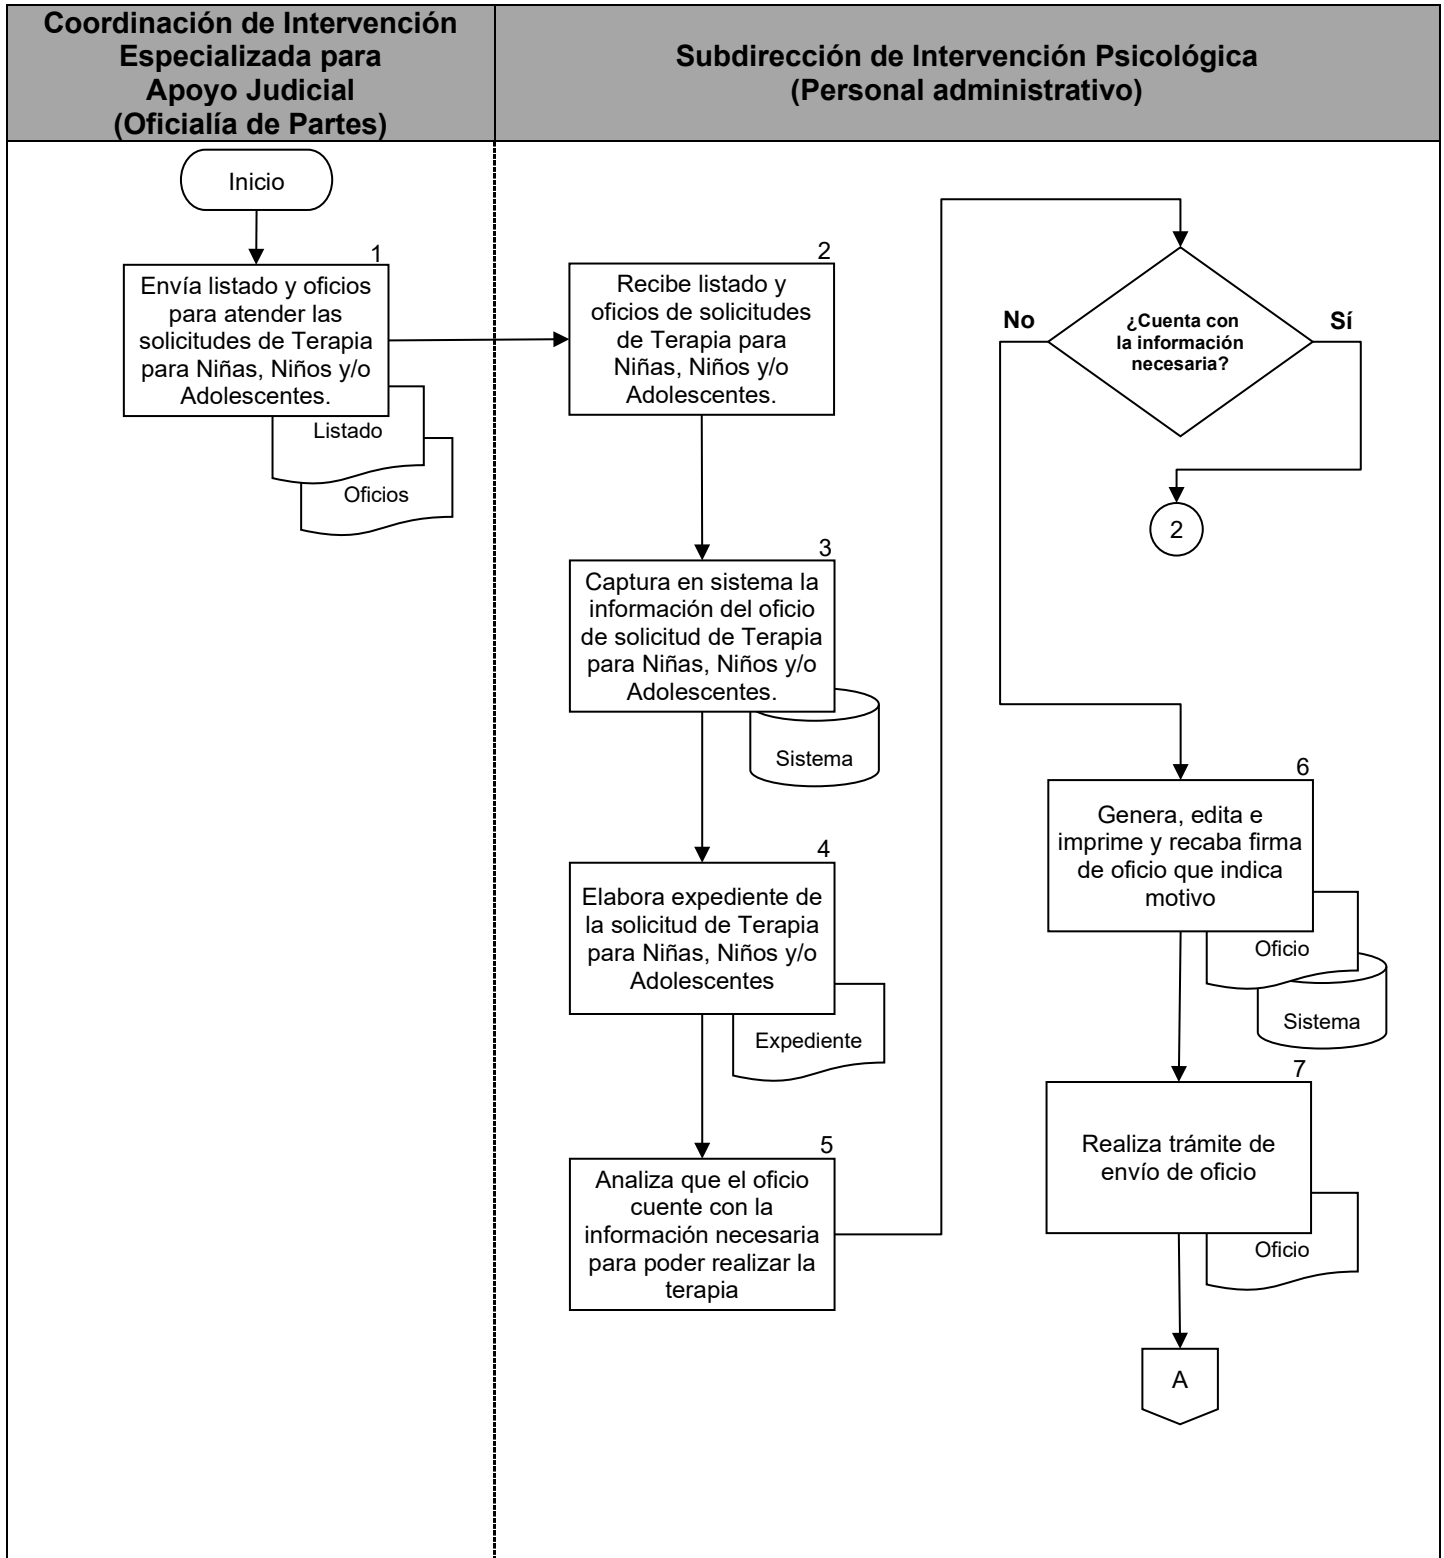 Coordinación de Intervención
Especializada para
Apoyo Judicial
(Oficialía de Partes)
Subdirección de Intervención Psicológica
(Personal administrativo)
Inicio
1
Envía listado y oficios
para atender las
solicitudes de Terapia
para Niñas, Niños y/o
Adolescentes.
Listado
Oficios
2
Recibe listado y
oficios de solicitudes
de Terapia para
Niñas, Niños y/o
Adolescentes.
3
Captura en sistema la
información del oficio
de solicitud de Terapia
para Niñas, Niños y/o
Adolescentes.
Sistema
4
Elabora expediente de
la solicitud de Terapia
para Niñas, Niños y/o
Adolescentes
Expediente
5
Analiza que el oficio
cuente con la
información necesaria
para poder realizar la
terapia
No
¿Cuenta con
la información
necesaria?
Sí
2
6
Genera, edita e
imprime y recaba firma
de oficio que indica
motivo
Oficio
Sistema
7
Realiza trámite de
envío de oficio
Oficio
A